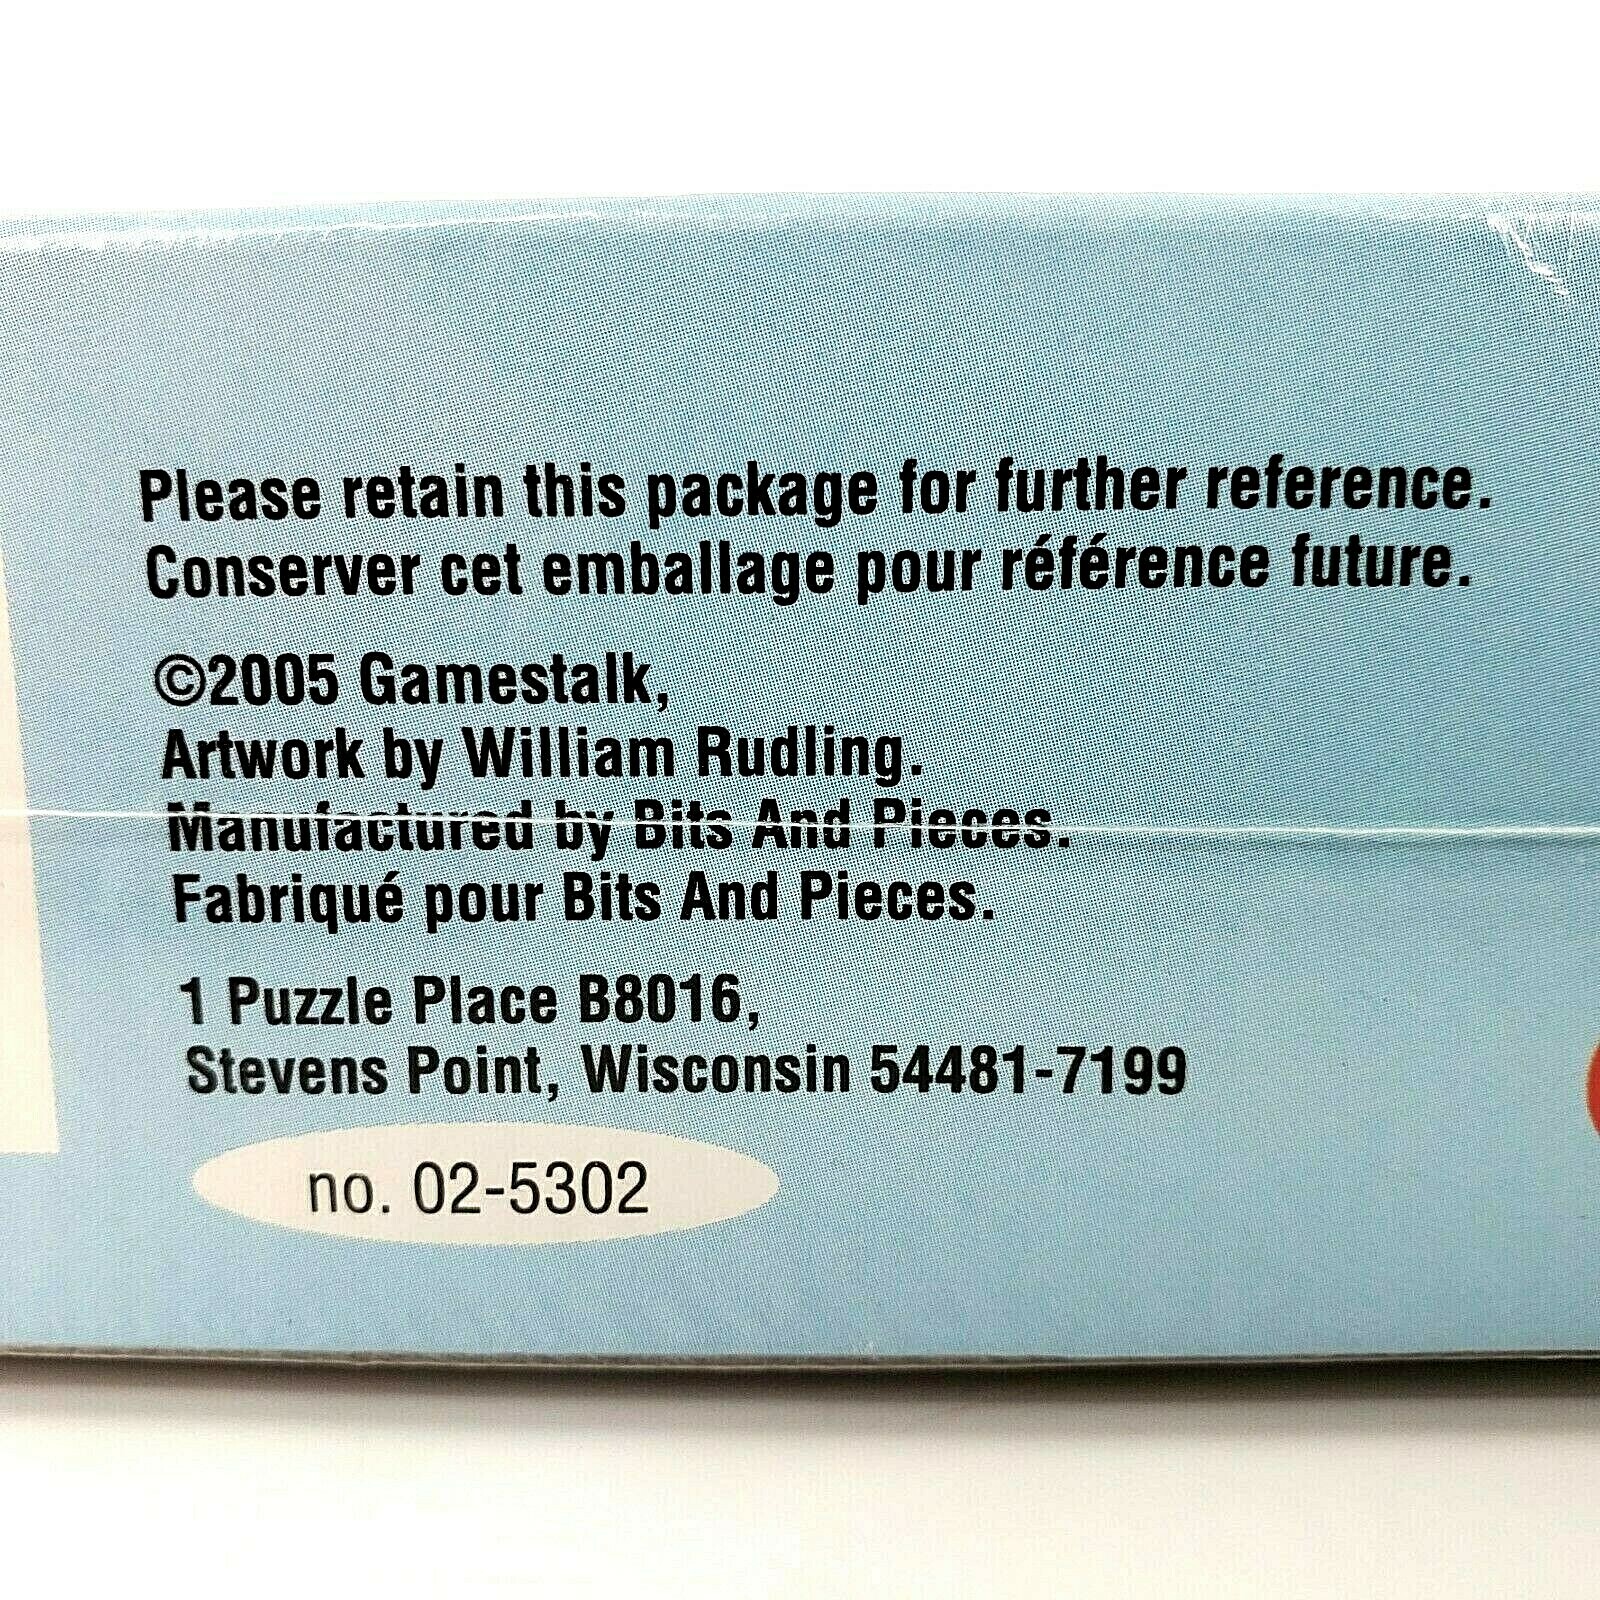 Please retain this package for further reference.
Conserver cet emballage pour référence future.
©2005 Gamestalk,
Artwork by William Rudling.
Manufactured by Bits And Pieces.
Fabriqué pour Bits And Pieces.
1 Puzzle Place B8016,
Stevens Point, Wisconsin 54481-7199
no. 02-5302